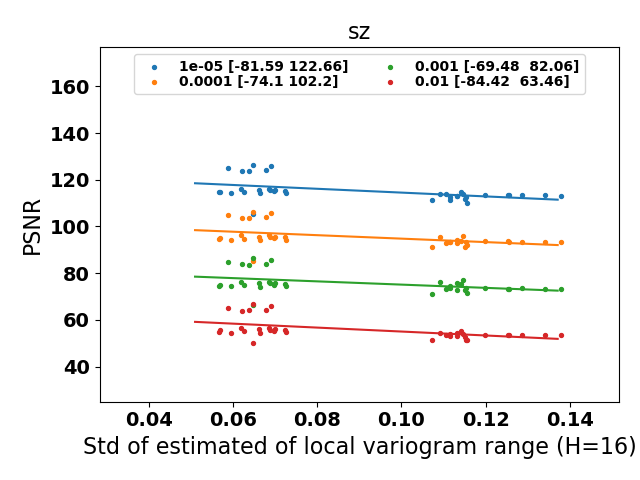 sz
1e-05 [-81.59 122.66]
0.0001 [-74.1 102.2]
0.001 [-69.48  82.06]
0.01 [-84.42  63.46]
PSNR
160
140
120
100
80
60
40
0.04 0.06 0.08 0.10 0.12 0.14
Std of estimated of local variogram range (H=16)